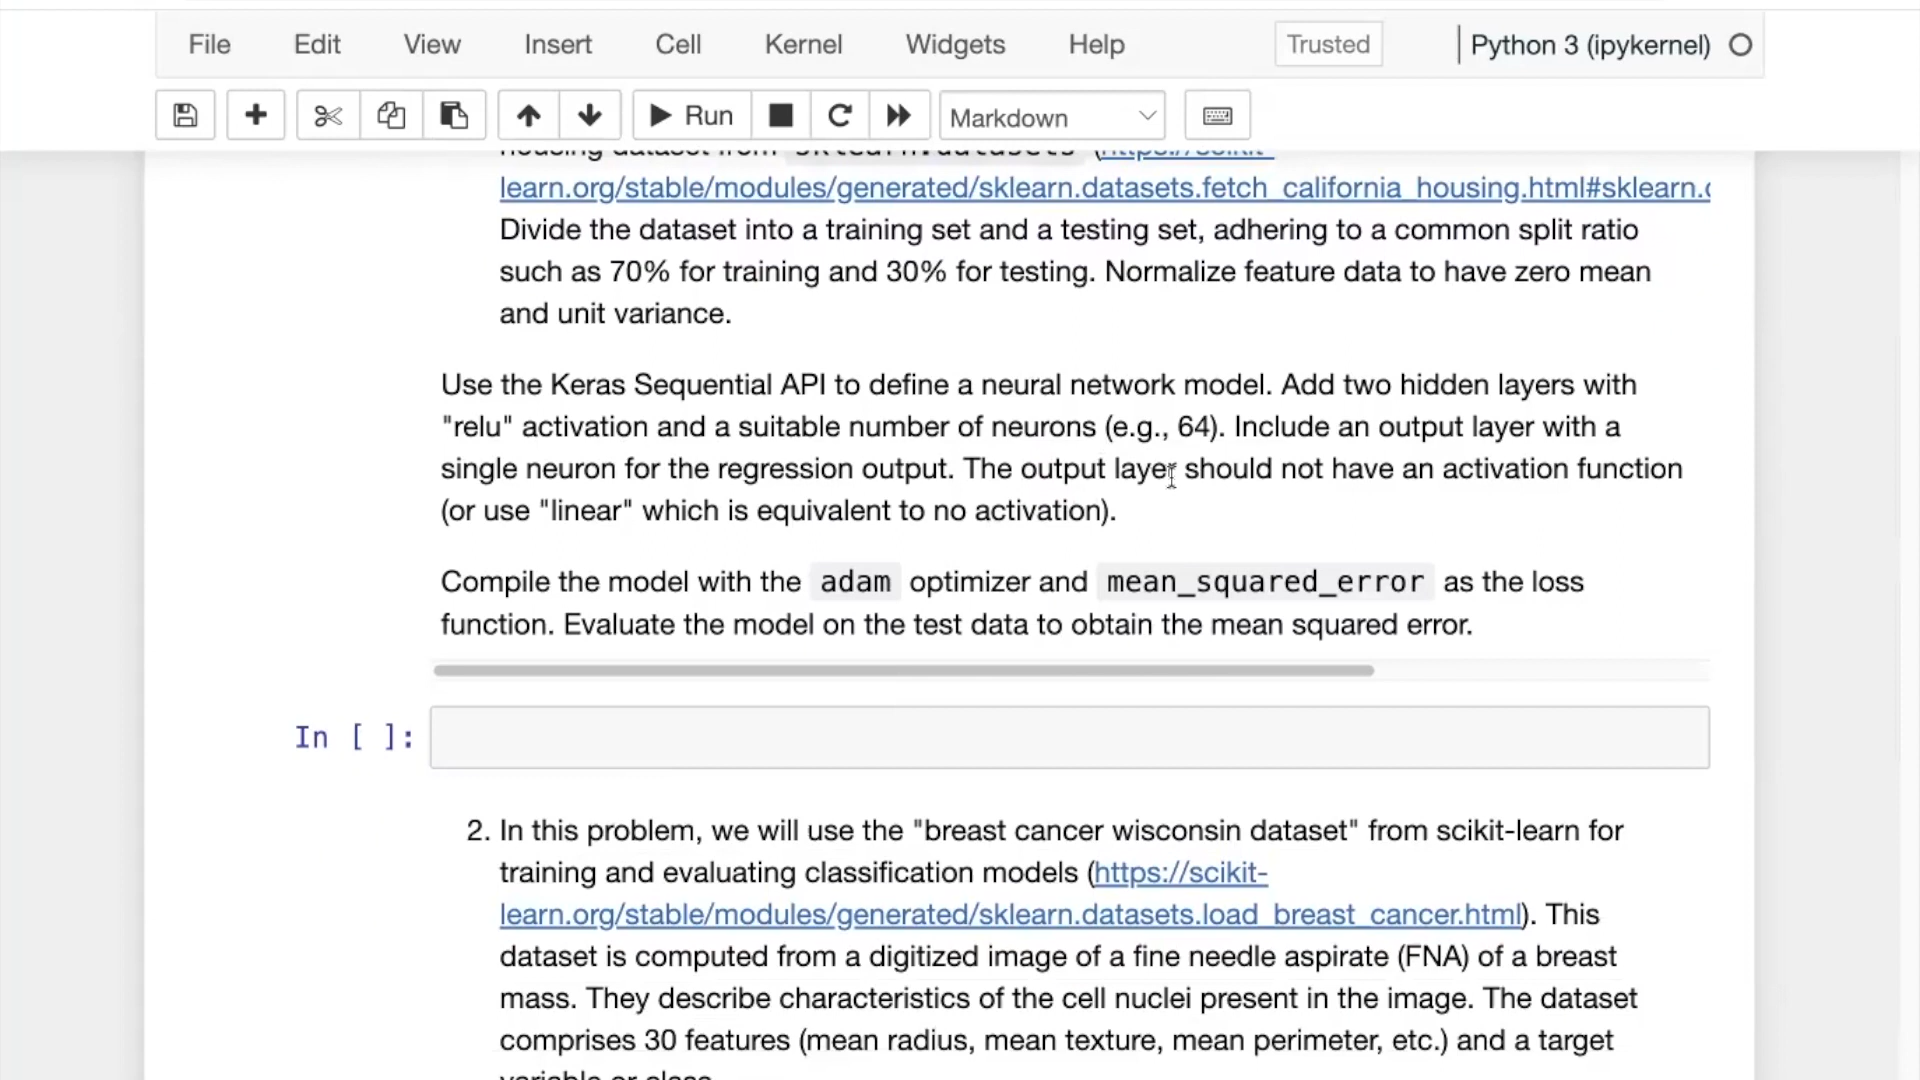 File Edit View Insert Cell Kernel Widgets Help Trusted Python 3 (ipykernel)
Run Markdown
housing dataset from sklearn.datasets (https://scikit-
learn.org/stable/modules/generated/sklearn.datasets.fetch_california_housing.html#sklearn.
Divide the dataset into a training set and a testing set, adhering to a common split ratio
such as 70% for training and 30% for testing. Normalize feature data to have zero mean
and unit variance.
Use the Keras Sequential API to define a neural network model. Add two hidden layers with
"relu" activation and a suitable number of neurons (e.g., 64). Include an output layer with a
single neuron for the regression output. The output layer should not have an activation function
(or use "linear" which is equivalent to no activation).
Compile the model with the adam optimizer and mean_squared_error as the loss
function. Evaluate the model on the test data to obtain the mean squared error.
In [ ]:
2. In this problem, we will use the "breast cancer wisconsin dataset" from scikit-learn for
training and evaluating classification models (https://scikit-
learn.org/stable/modules/generated/sklearn.datasets.load_breast_cancer.html). This
dataset is computed from a digitized image of a fine needle aspirate (FNA) of a breast
mass. They describe characteristics of the cell nuclei present in the image. The dataset
comprises 30 features (mean radius, mean texture, mean perimeter, etc.) and a target
variable or class